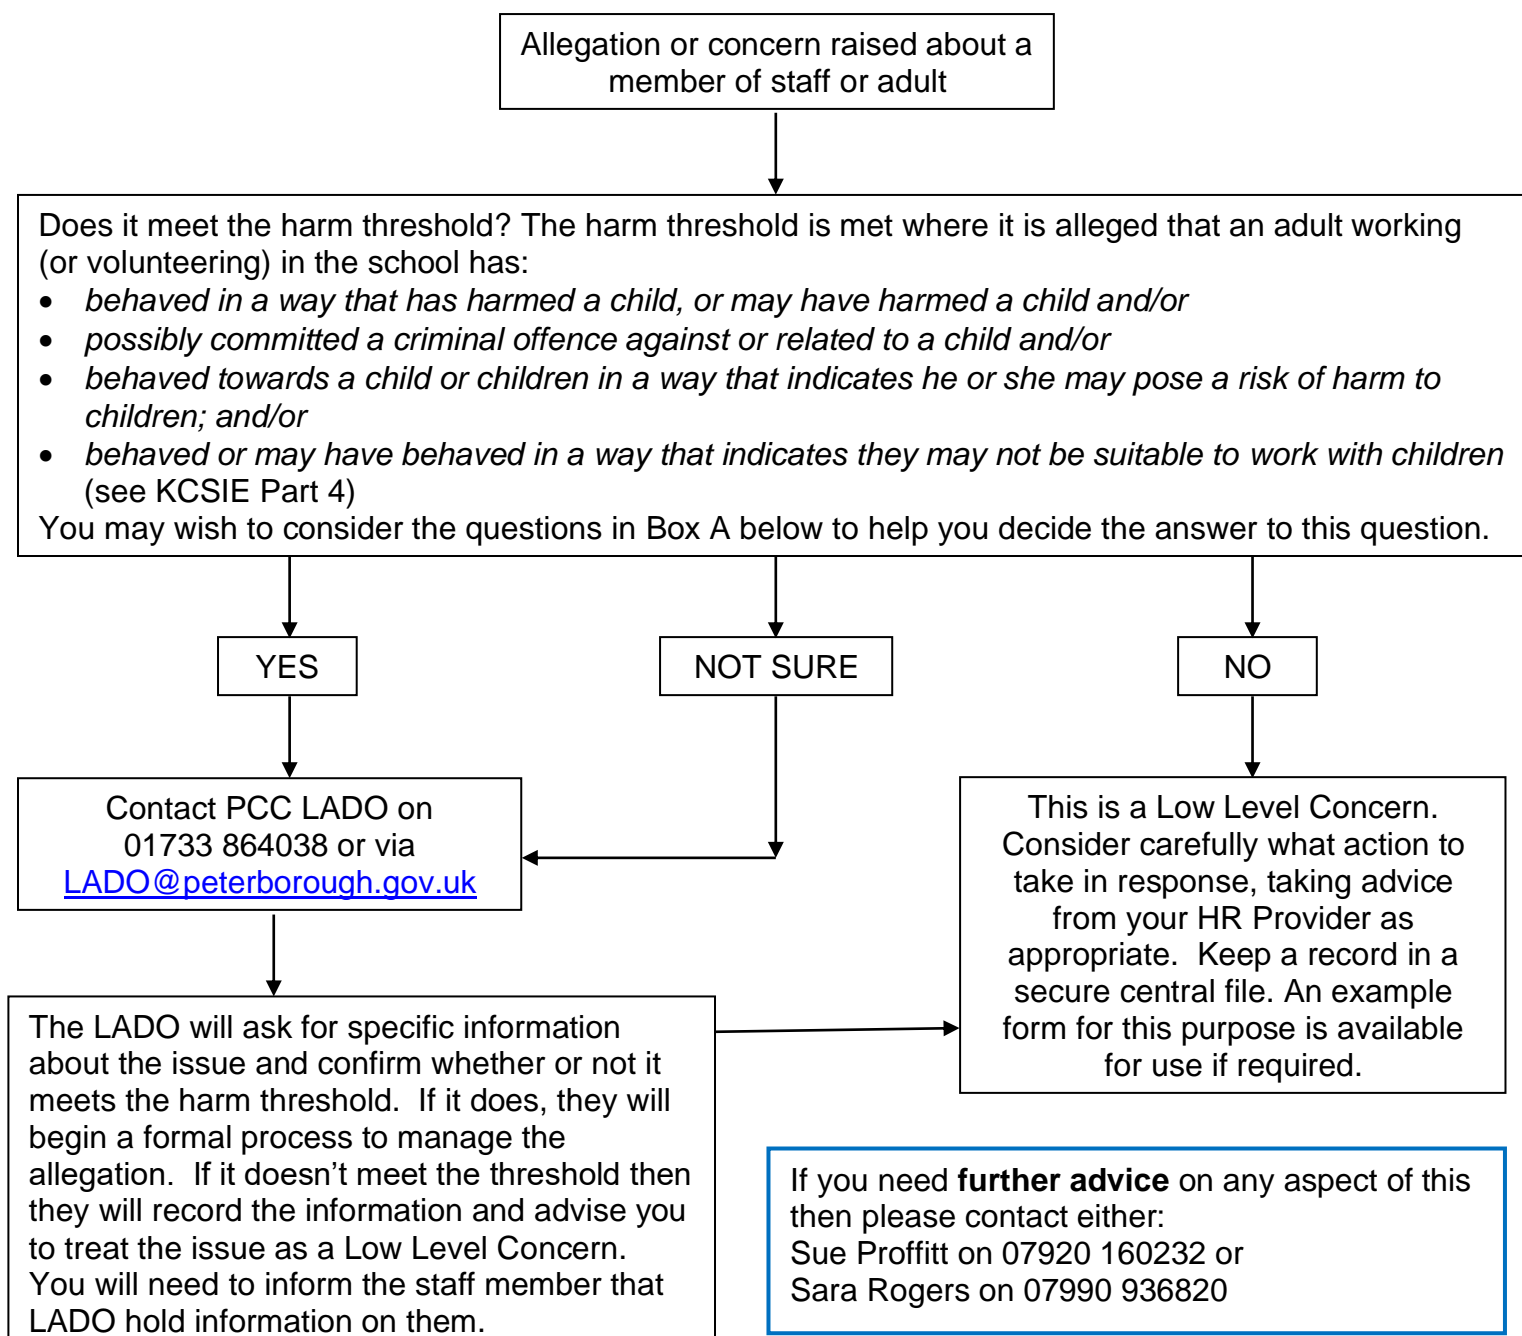 Allegation or concern raised about a
member of staff or adult
Does it meet the harm threshold? The harm threshold is met where it is alleged that an adult working
(or volunteering) in the school has:
• behaved in a way that has harmed a child, or may have harmed a child and/or
• possibly committed a criminal offence against or related to a child and/or
• behaved towards a child or children in a way that indicates he or she may pose a risk of harm to
children; and/or
• behaved or may have behaved in a way that indicates they may not be suitable to work with children
(see KCSIE Part 4)
You may wish to consider the questions in Box A below to help you decide the answer to this question.
YES
NOT SURE
NO
Contact PCC LADO on
01733 864038 or via
LADO@peterborough.gov.uk
This is a Low Level Concern.
Consider carefully what action to
take in response, taking advice
from your HR Provider as
appropriate. Keep a record in a
secure central file. An example
form for this purpose is available
for use if required.
The LADO will ask for specific information
about the issue and confirm whether or not it
meets the harm threshold. If it does, they will
begin a formal process to manage the
allegation. If it doesn’t meet the threshold then
they will record the information and advise you
to treat the issue as a Low Level Concern.
You will need to inform the staff member that
LADO hold information on them.
If you need further advice on any aspect of this
then please contact either:
Sue Proffitt on 07920 160232 or
Sara Rogers on 07990 936820